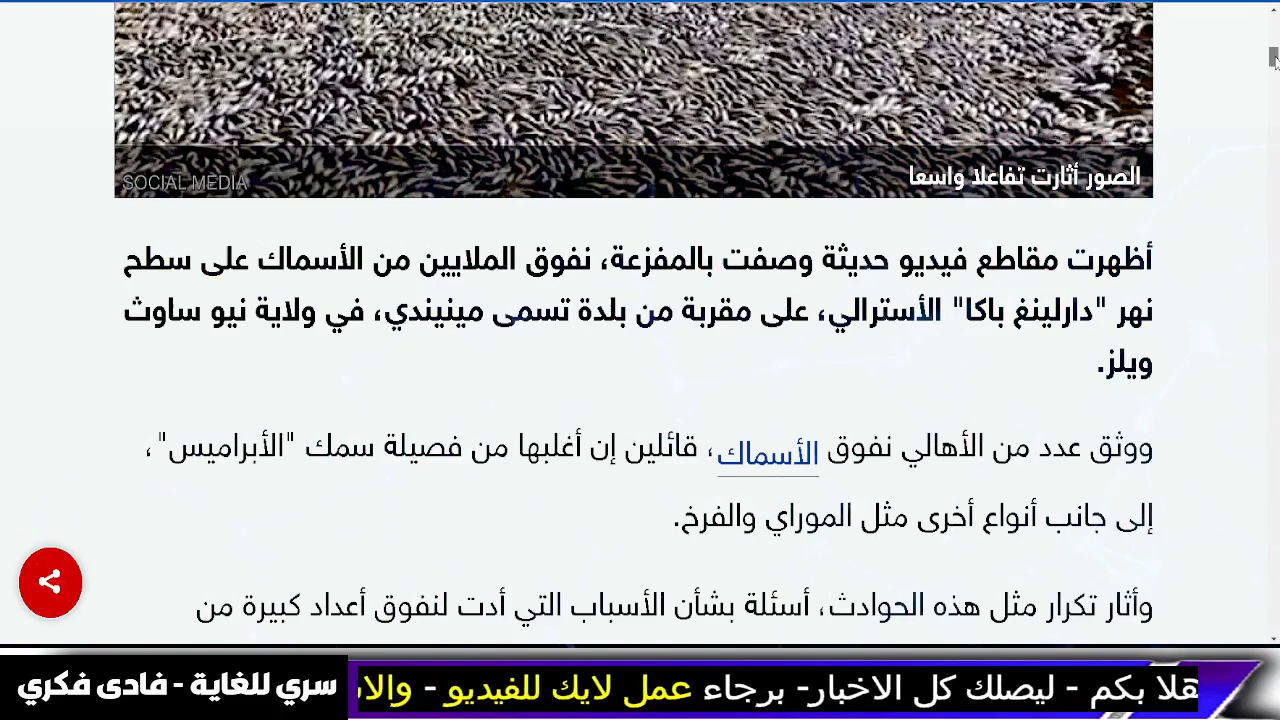 الصور أثارت تفاعلا واسعا
SOCIAL MEDIA
أظهرت مقاطع فيديو حديثة وصفت بالمفزعة، نفوق الملايين من الأسماك على سطح
نهر "دارلينغ باكا" الأسترالي، على مقربة من بلدة تسمى مينيندي، في ولاية نيو ساوث
ويلز.
ووثق عدد من الأهالي نفوق الأسماك، قائلين إن أغلبها من فصيلة سمك "الأبراميس"،
إلى جانب أنواع أخرى مثل الموراي والفرخ.
وأثار تكرار مثل هذه الحوادث، أسئلة بشأن الأسباب التي أدت لنفوق أعداد كبيرة من
بكم - ليصلك كل الاخبار- برجاء عمل لايك للفيديو -
سري للغاية - فادى فكري